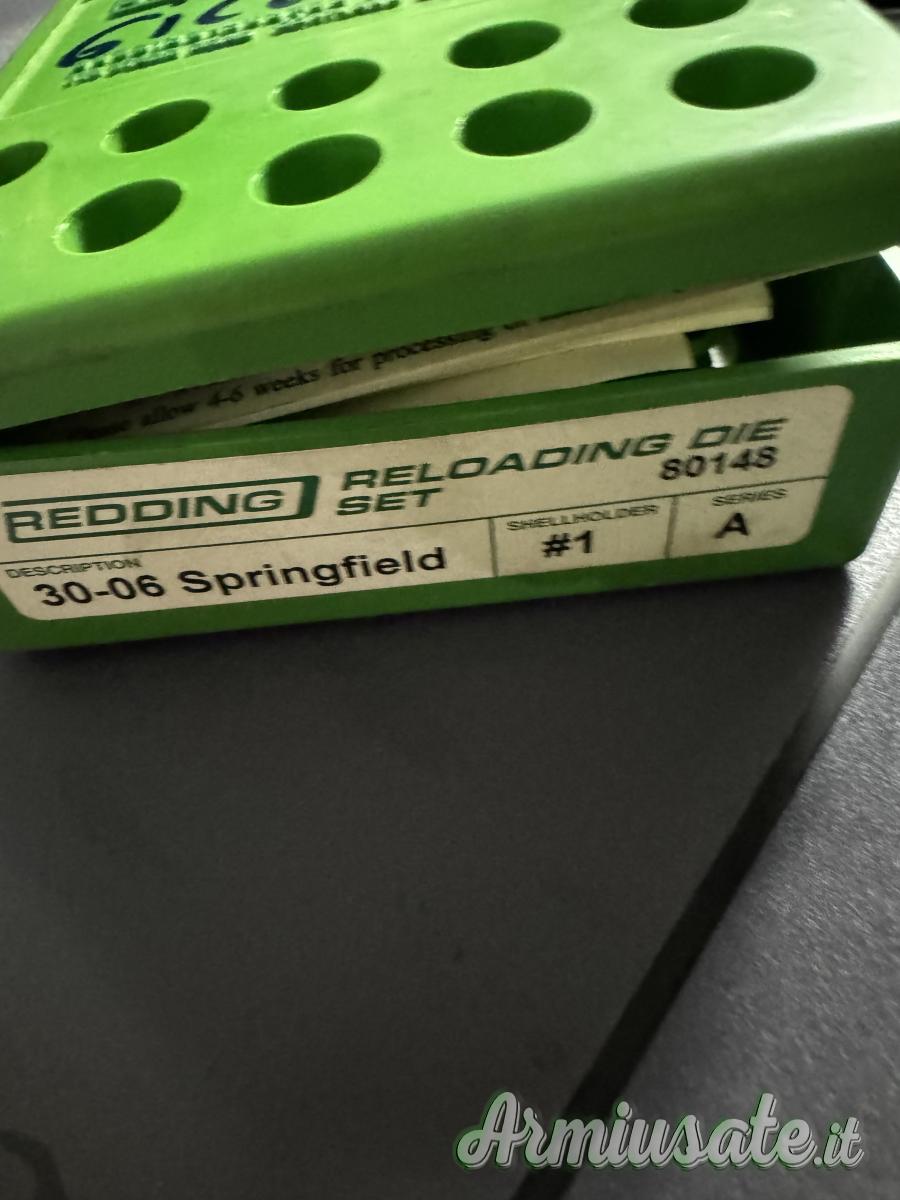 allow 4-6 weeks for processing
REDDING
RELOADING DIE
SET
80148
DESCRIPTION
30-06 Springfield
SHELLHOLDER
#1
SERIES
A
Armiusate.it